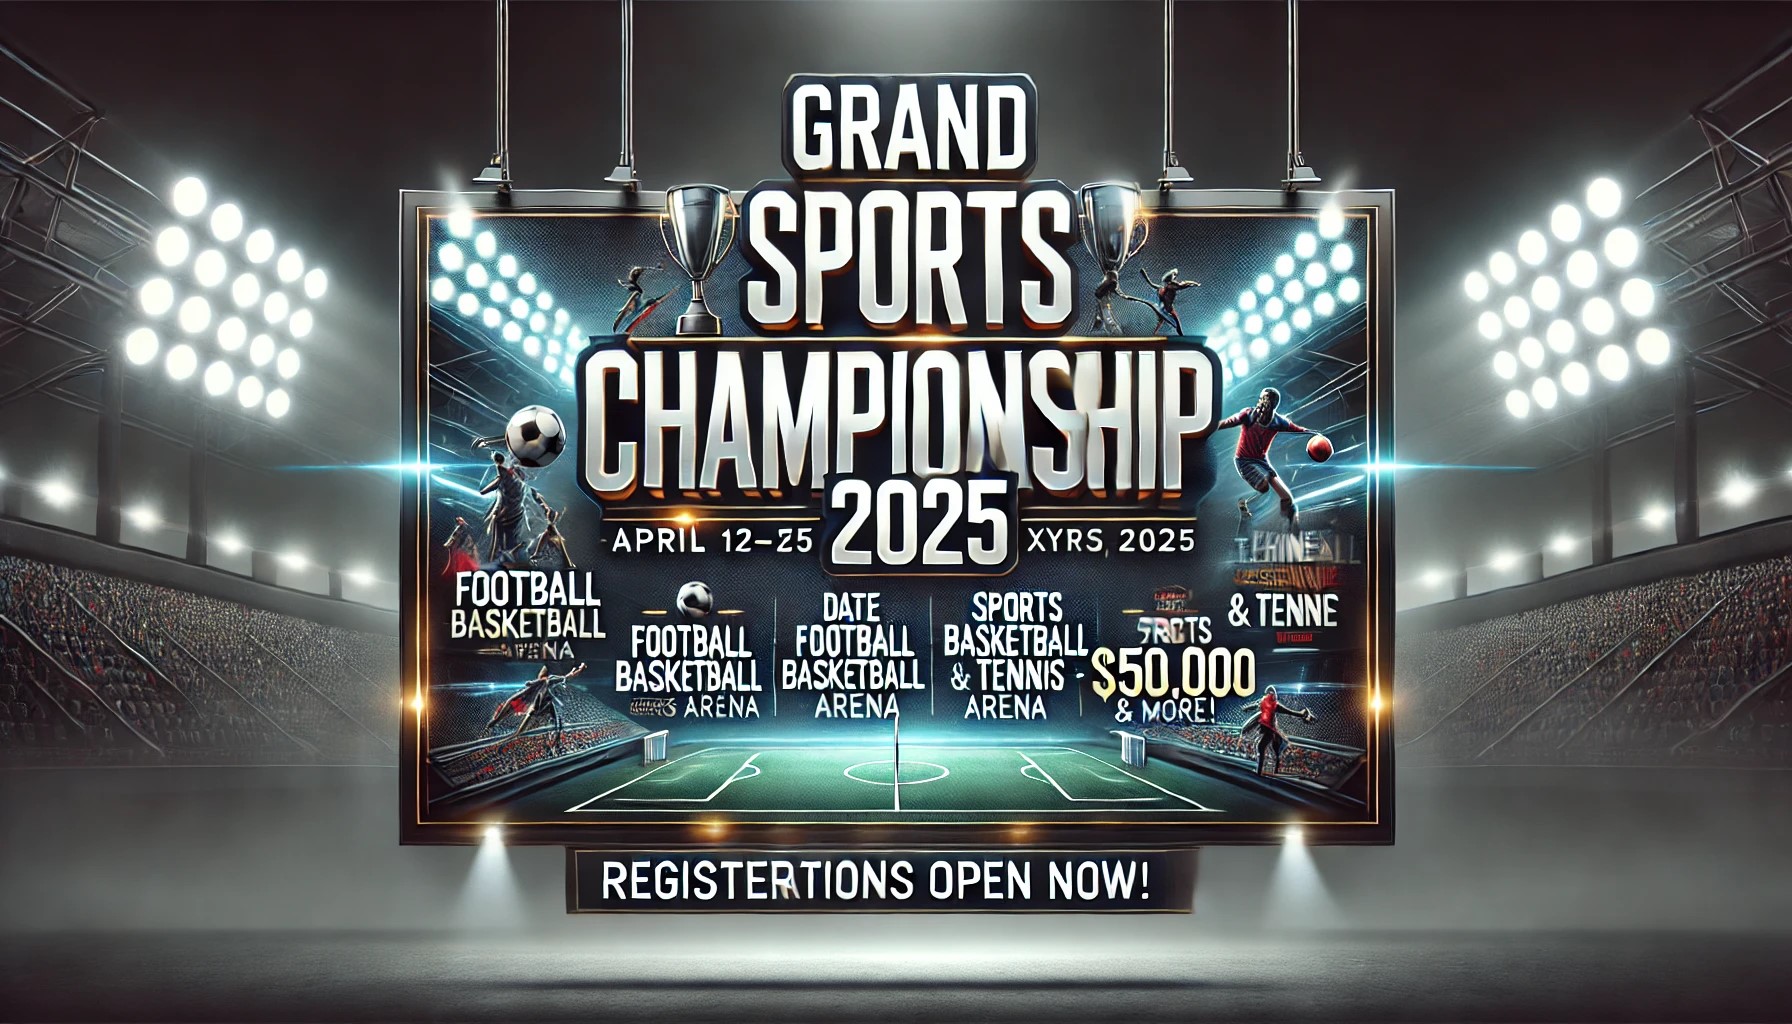 GRAND
SPORTS
CHAMPIONSHIP
2025
APRIL 12–25
XYRS, 2025
FOOTBALL
BASKETBALL
FOOTBALL
BASKETBALL
ARENA
DATE
FOOTBALL
BASKETBALL
ARENA
SPORTS
BASKETBALL
& TENNIS
ARENA
$50,000
& MORE!
& TENNE
REGISTERTIONS OPEN NOW!